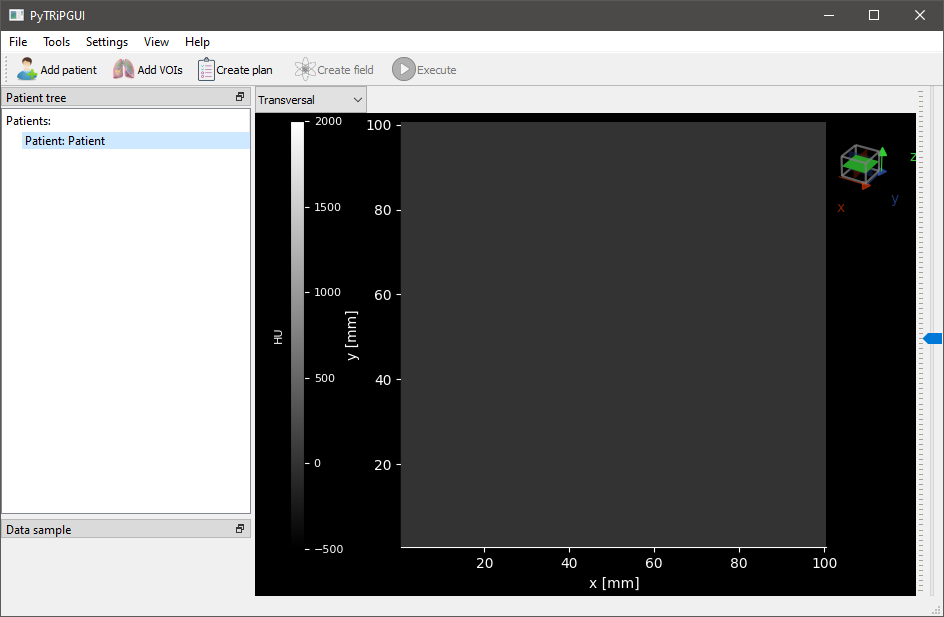 PyTRiPGUI
File Tools Settings View Help
Add patient Add VOIs Create plan Create field Execute
Patient tree
Patients:
Patient: Patient
Data sample
Transversal
2000
1500
1000
500
0
−500
HU
100
80
60
40
20
y [mm]
20 40 60 80 100
x [mm]
z
y
x